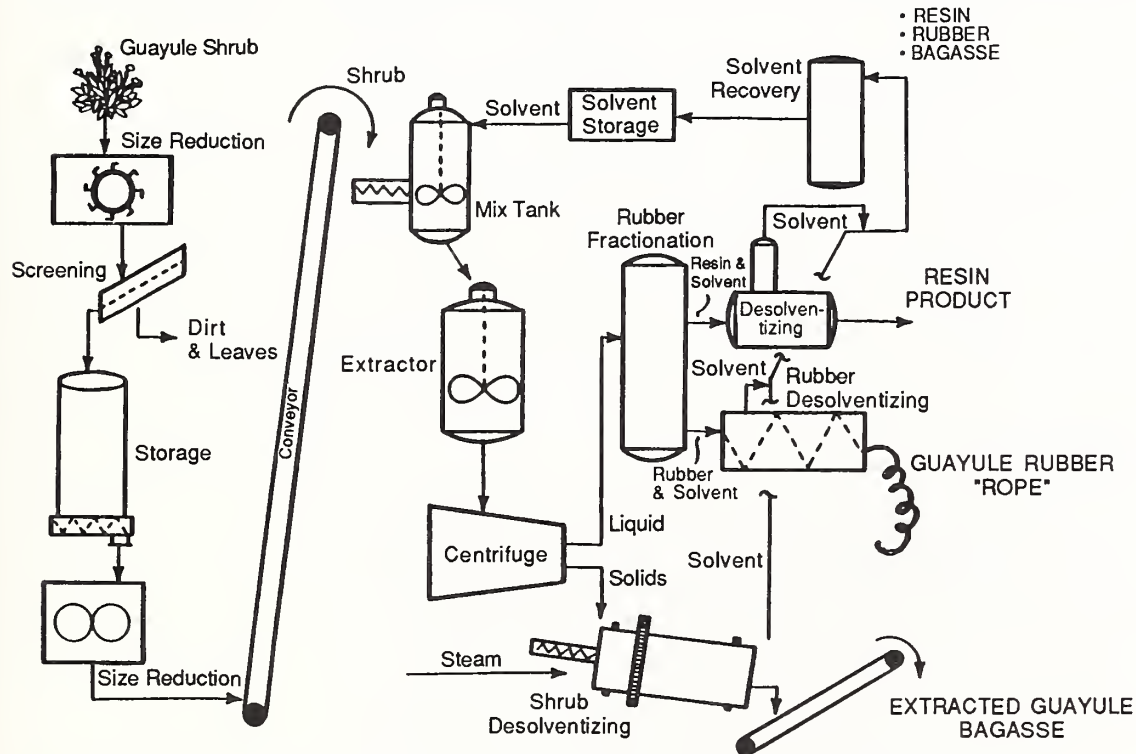 • RESIN
• RUBBER
• BAGASSE
Guayule Shrub
Size Reduction
Screening
Dirt
& Leaves
Storage
Size Reduction
Conveyor
Shrub
Solvent
Solvent
Storage
Solvent
Recovery
Mix Tank
Extractor
Centrifuge
Liquid
Solids
Rubber
Fractionation
Resin &
Solvent
Solvent
Desolven-
tizing
RESIN
PRODUCT
Solvent
Rubber
Desolventizing
Rubber
& Solvent
GUAYULE RUBBER
"ROPE"
Solvent
Steam
Shrub
Desolventizing
EXTRACTED GUAYULE
BAGASSE